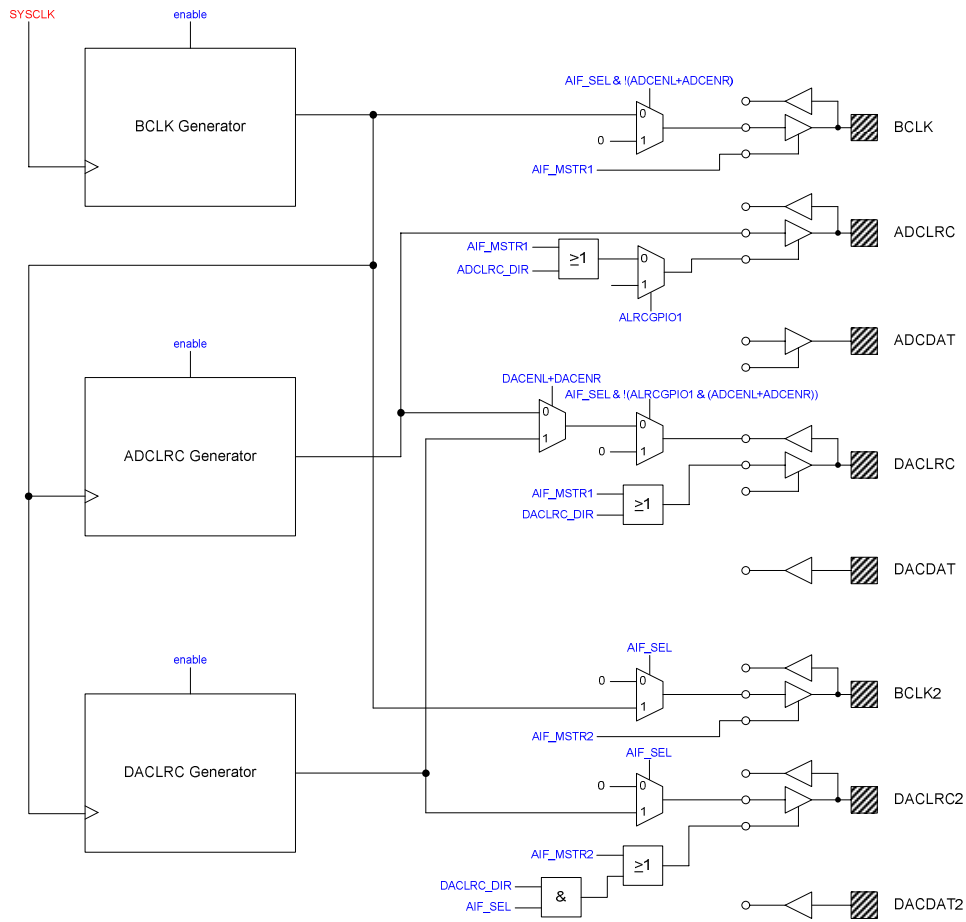 SYSCLK
enable
BCLK Generator
AIF_SEL & !(ADCENL+ADCENR)
0
0
1
AIF_MSTR1
BCLK
ADCLRC
AIF_MSTR1
ADCLRC_DIR
≥1
0
1
ALRCGPIO1
ADCDAT
enable
ADCLRC Generator
DACENL+DACENR
0
1
AIF_SEL & !(ALRCGPIO1 & (ADCENL+ADCENR))
0
0
1
AIF_MSTR1
DACLRC_DIR
≥1
DACLRC
DACDAT
enable
DACLRC Generator
AIF_SEL
0
0
1
AIF_MSTR2
BCLK2
AIF_SEL
0
0
1
DACLRC2
AIF_MSTR2
≥1
DACLRC_DIR
AIF_SEL
&
DACDAT2